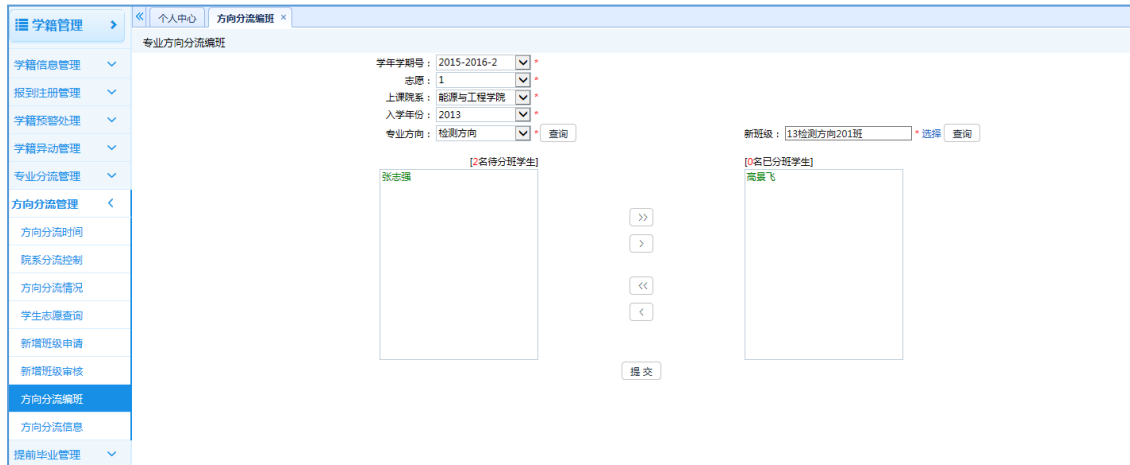 学籍管理
学籍信息管理
报到注册管理
学籍预警处理
学籍异动管理
专业分流管理
方向分流管理
方向分流时间
院系分流控制
方向分流情况
学生志愿查询
新增班级申请
新增班级审核
方向分流编班
方向分流信息
提前毕业管理
« 个人中心 方向分流编班 ×
专业方向分流编班
学年学期号： 2015-2016-2 *
志愿： 1 *
上课院系： 能源与工程学院 *
入学年份： 2013 *
专业方向： 检测方向 * 查询 新班级： 13检测方向201班 * 选择 查询
[2名待分班学生] [0名已分班学生]
张志强 高景飞
>>
>
<<
<
提交